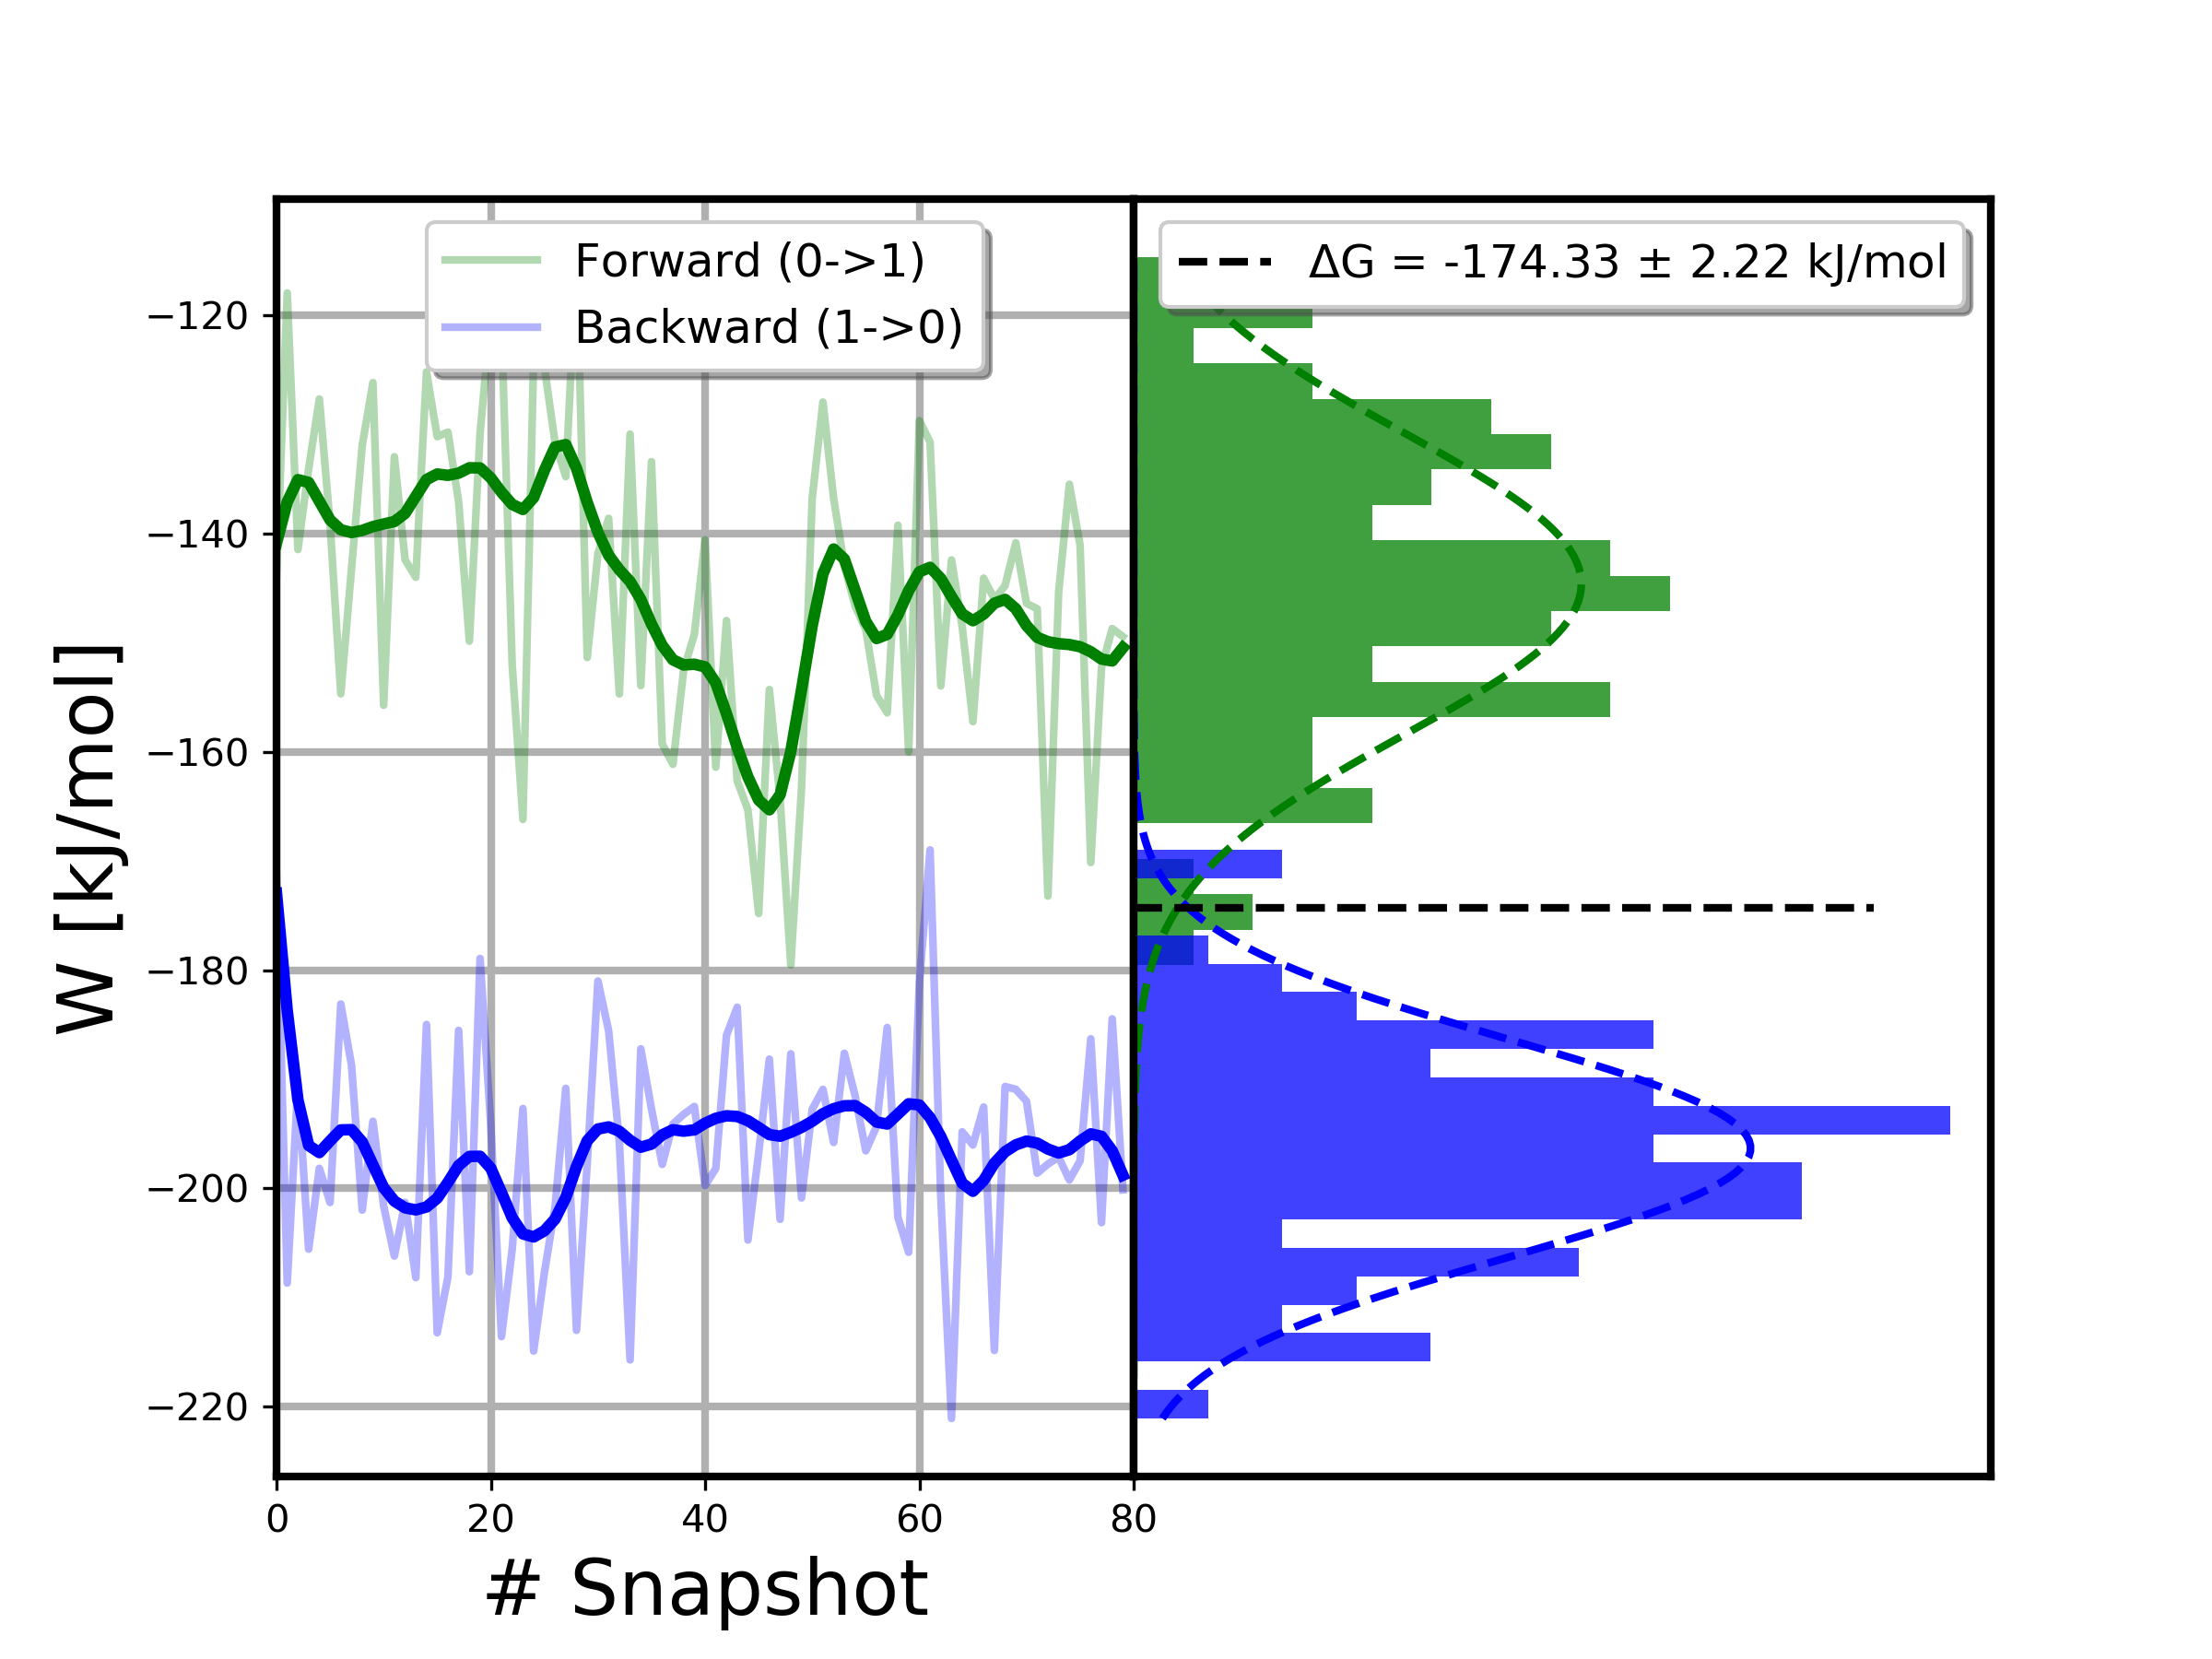 Forward (0->1)
Backward (1->0)
ΔG = -174.33 ± 2.22 kJ/mol
W [kJ/mol]
−120
−140
−160
−180
−200
−220
0 20 40 60 80
# Snapshot